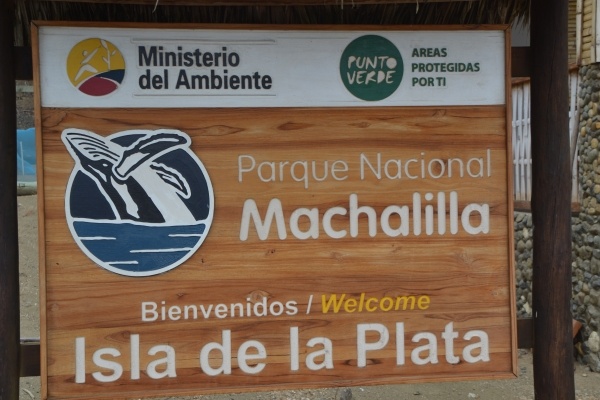 Ministerio
del Ambiente
PUNTO
VERDE
AREAS
PROTEGIDAS
POR TI
Parque Nacional
Machalilla
Bienvenidos / Welcome
Isla de la Plata